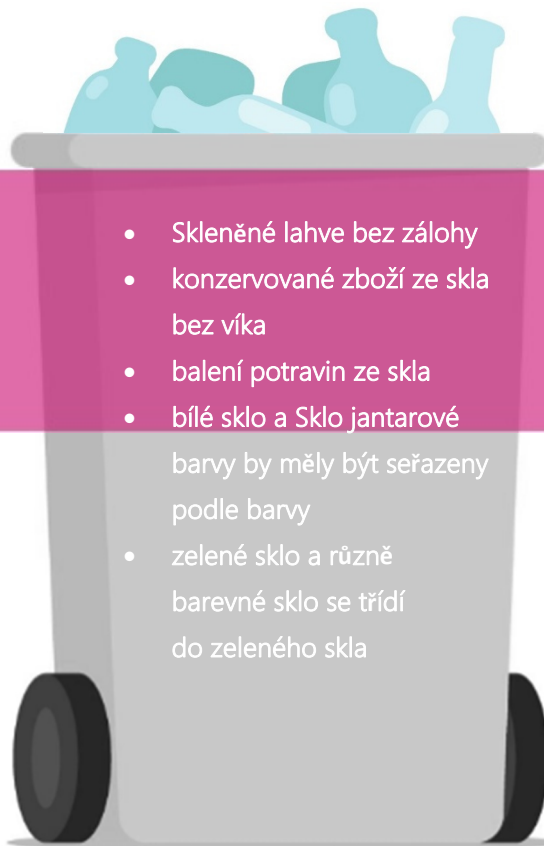 • Skleněné lahve bez zálohy
• konzervované zboží ze skla
bez víka
• balení potravin ze skla
• bílé sklo a Sklo jantarové
barvy by měly být seřazeny
podle barvy
• zelené sklo a různě
barevné sklo se třídí
do zeleného skla